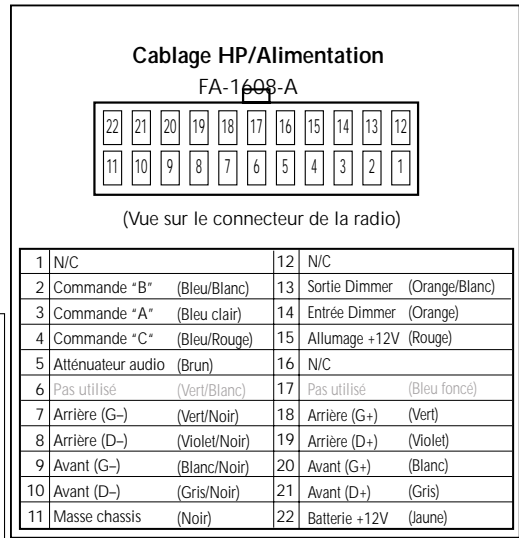 Cablage HP/Alimentation
FA-1608-A
22 21 20 19 18 17 16 15 14 13 12
11 10 9 8 7 6 5 4 3 2 1
(Vue sur le connecteur de la radio)
1 N/C 12 N/C
2 Commande "B" (Bleu/Blanc) 13 Sortie Dimmer (Orange/Blanc)
3 Commande "A" (Bleu clair) 14 Entrée Dimmer (Orange)
4 Commande "C" (Bleu/Rouge) 15 Allumage +12V (Rouge)
5 Atténuateur audio (Brun) 16 N/C
6 Pas utilisé (Vert/Blanc) 17 Pas utilisé (Bleu foncé)
7 Arrière (G–) (Vert/Noir) 18 Arrière (G+) (Vert)
8 Arrière (D–) (Violet/Noir) 19 Arrière (D+) (Violet)
9 Avant (G–) (Blanc/Noir) 20 Avant (G+) (Blanc)
10 Avant (D–) (Gris/Noir) 21 Avant (D+) (Gris)
11 Masse chassis (Noir) 22 Batterie +12V (Jaune)